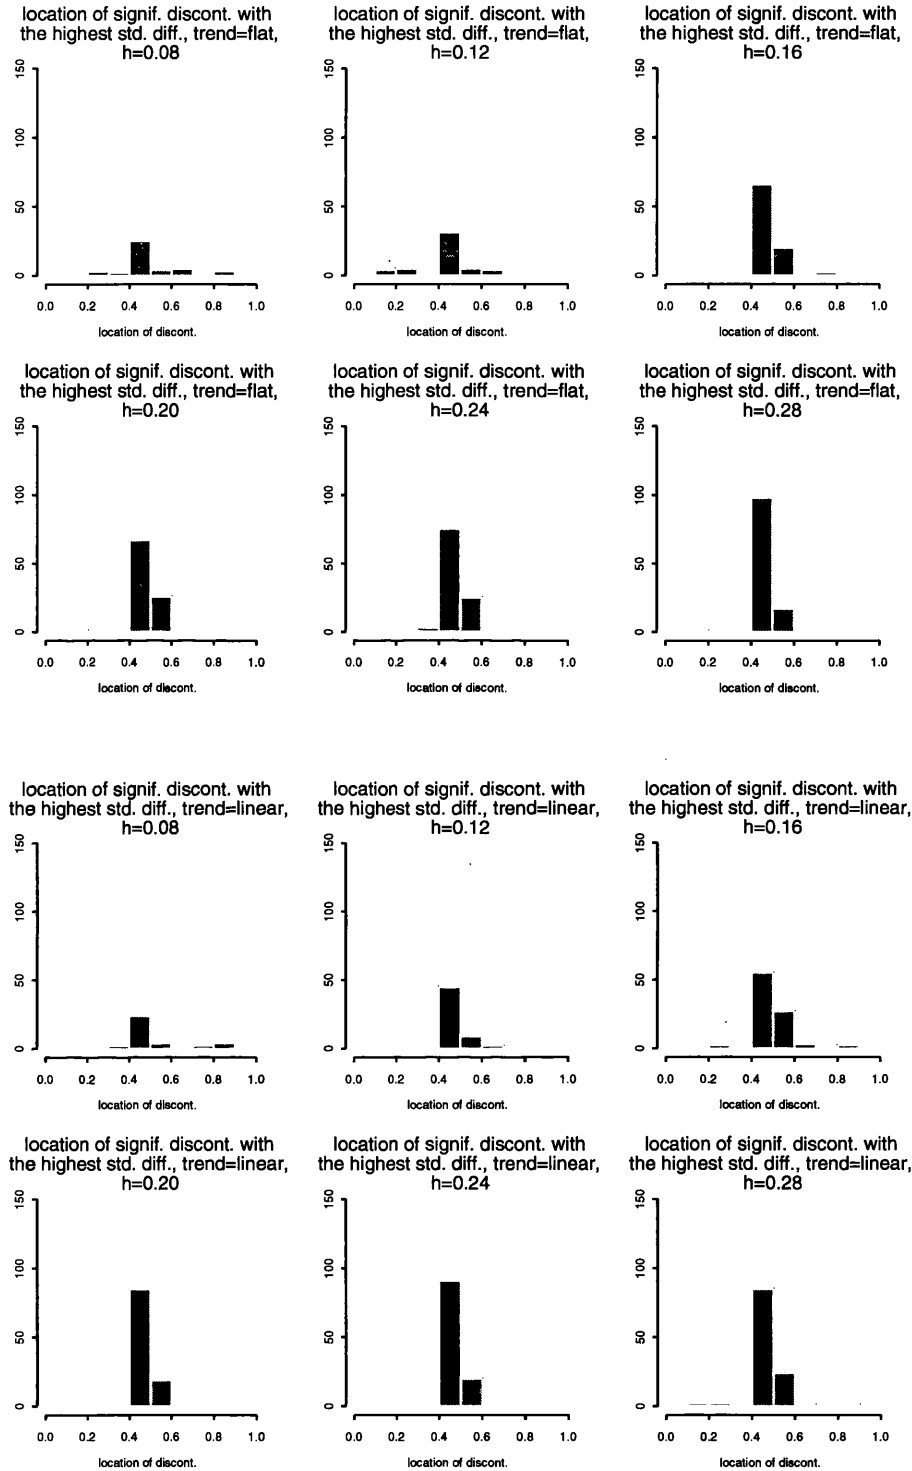 location of signif. discont. with
the highest std. diff., trend=flat,
h=0.08
150
100
50
0
0.0 0.2 0.4 0.6 0.8 1.0
location of discont.
location of signif. discont. with
the highest std. diff., trend=flat,
h=0.12
150
100
50
0
0.0 0.2 0.4 0.6 0.8 1.0
location of discont.
location of signif. discont. with
the highest std. diff., trend=flat,
h=0.16
150
100
50
0
0.0 0.2 0.4 0.6 0.8 1.0
location of discont.
location of signif. discont. with
the highest std. diff., trend=flat,
h=0.20
150
100
50
0
0.0 0.2 0.4 0.6 0.8 1.0
location of discont.
location of signif. discont. with
the highest std. diff., trend=flat,
h=0.24
150
100
50
0
0.0 0.2 0.4 0.6 0.8 1.0
location of discont.
location of signif. discont. with
the highest std. diff., trend=flat,
h=0.28
150
100
50
0
0.0 0.2 0.4 0.6 0.8 1.0
location of discont.
location of signif. discont. with
the highest std. diff., trend=linear,
h=0.08
150
100
50
0
0.0 0.2 0.4 0.6 0.8 1.0
location of discont.
location of signif. discont. with
the highest std. diff., trend=linear,
h=0.12
150
100
50
0
0.0 0.2 0.4 0.6 0.8 1.0
location of discont.
location of signif. discont. with
the highest std. diff., trend=linear,
h=0.16
150
100
50
0
0.0 0.2 0.4 0.6 0.8 1.0
location of discont.
location of signif. discont. with
the highest std. diff., trend=linear,
h=0.20
150
100
50
0
0.0 0.2 0.4 0.6 0.8 1.0
location of discont.
location of signif. discont. with
the highest std. diff., trend=linear,
h=0.24
150
100
50
0
0.0 0.2 0.4 0.6 0.8 1.0
location of discont.
location of signif. discont. with
the highest std. diff., trend=linear,
h=0.28
150
100
50
0
0.0 0.2 0.4 0.6 0.8 1.0
location of discont.